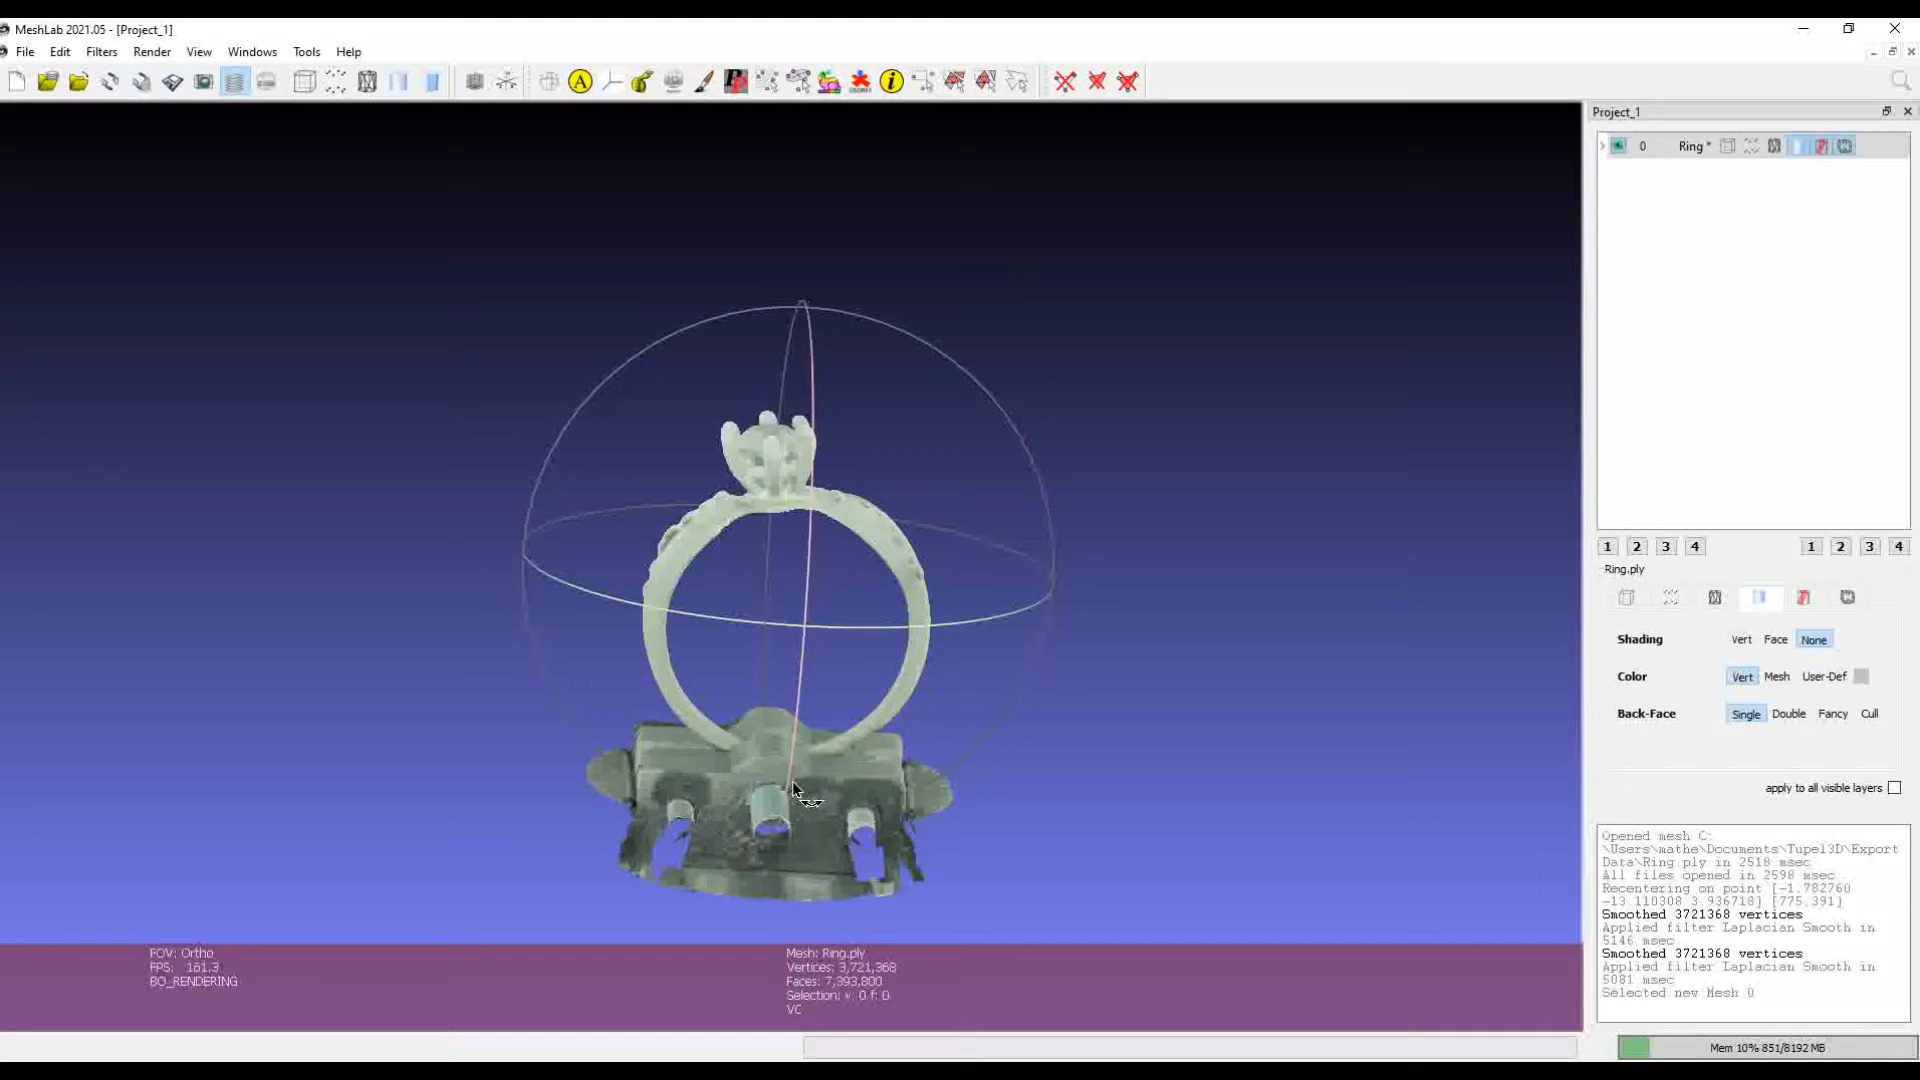 MeshLab 2021.05 - [Project_1]
File Edit Filters Render View Windows Tools Help
A
i
Project_1
0 Ring *
1 2 3 4 1 2 3 4
Ring.ply
Shading Vert Face None
Color Vert Mesh User-Def
Back-Face Single Double Fancy Cull
apply to all visible layers
Opened mesh C:
\Users\mathe\Documents\Tupel3D\Export
Data\Ring.ply in 2518 msec
All files opened in 2598 msec
Recentering on point [-1.782760
-13.110308 3.936718] [775.391]
Smoothed 3721368 vertices
Applied filter Laplacian Smooth in
5146 msec
Smoothed 3721368 vertices
Applied filter Laplacian Smooth in
5081 msec
Selected new Mesh 0
FOV: Ortho
FPS: 161.3
BO_RENDERING
Mesh: Ring.ply
Vertices: 3,721,368
Faces: 7,393,800
Selection: v: 0 f: 0
VC
Mem 10% 851/8192 MB